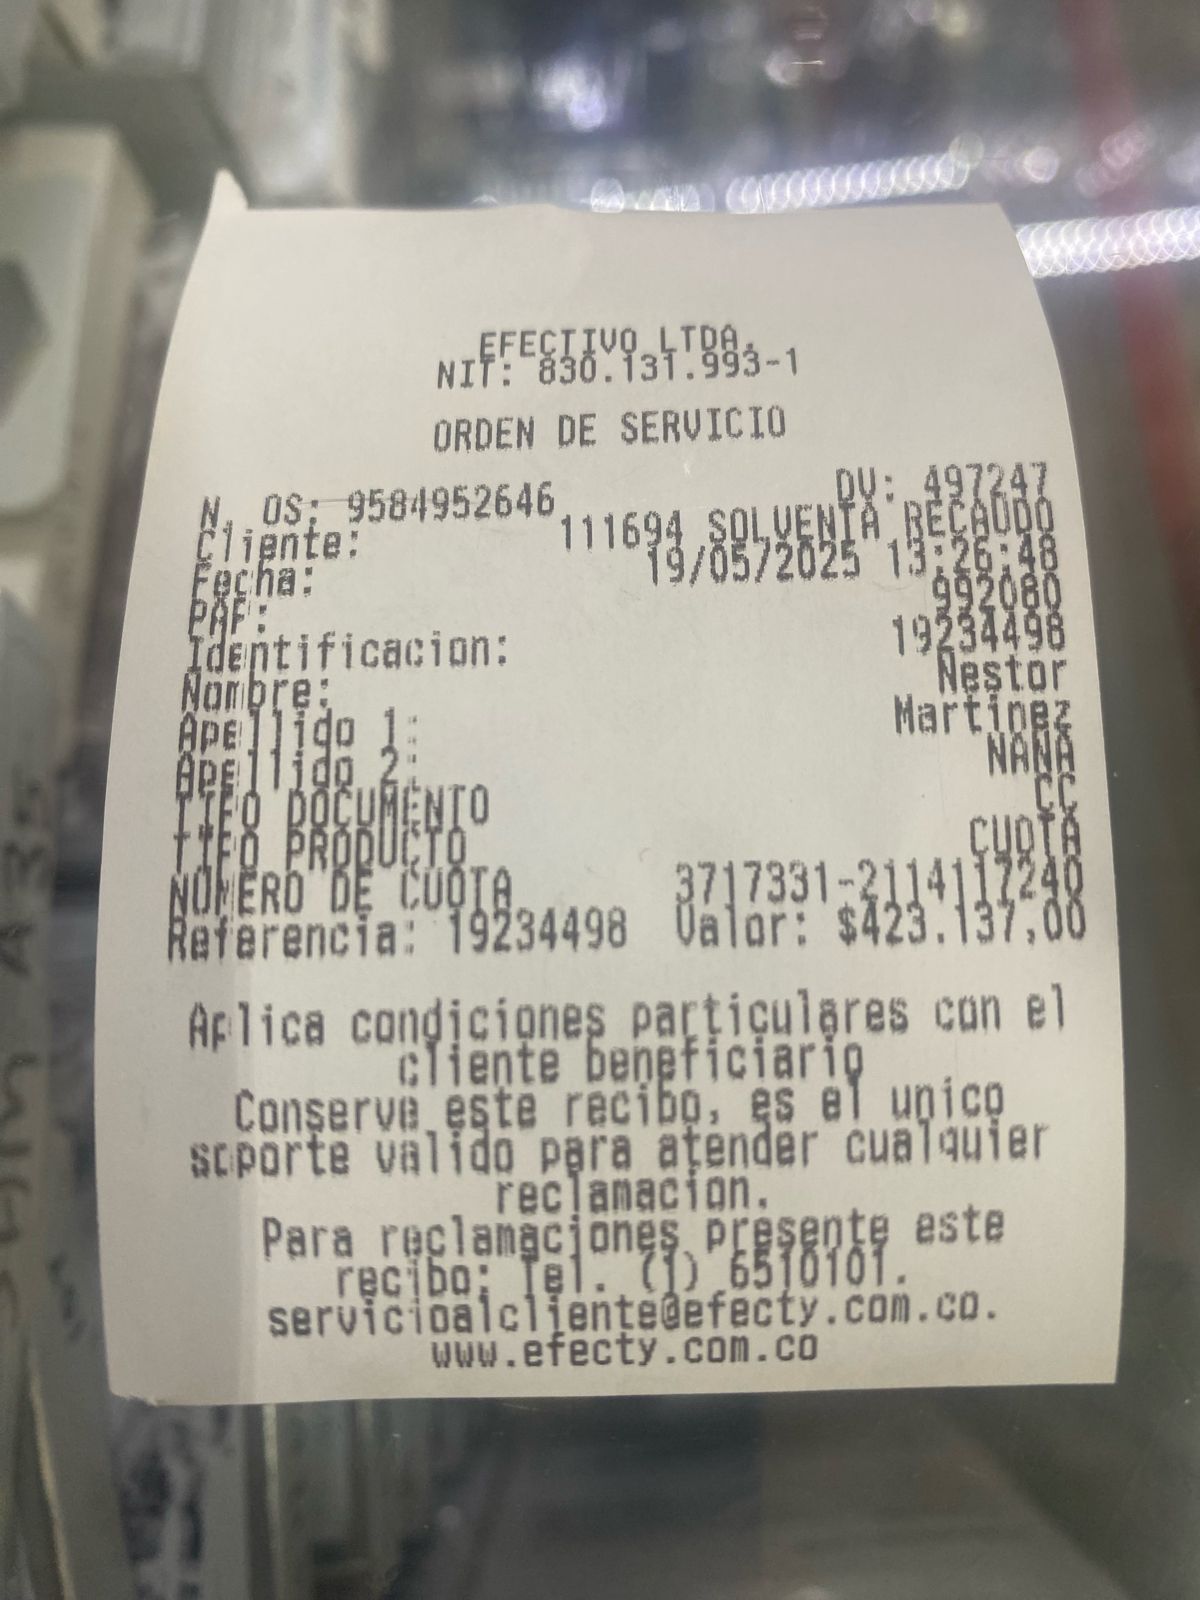 EFECTIVO LTDA.
NIT: 830.131.993-1
ORDEN DE SERVICIO
N. OS: 9584952646 DV: 497247
Cliente: 111694 SOLVENTA RECAUDO
Fecha: 19/05/2025 13:26:48
PAP: 992080
Identificacion: 19234498
Nombre: Nestor
Apellido 1: Martinez
Apellido 2: NANA
TIPO DOCUMENTO CC
TIPO PRODUCTO CUOTA
NUMERO DE CUOTA 3717331-2114117240
Referencia: 19234498 Valor: $423.137,00
Aplica condiciones particulares con el
cliente beneficiario
Conserve este recibo, es el unico
soporte valido para atender cualquier
reclamacion.
Para reclamaciones presente este
recibo: Tel. (1) 6510101.
servicioalcliente@efecty.com.co.
www.efecty.com.co